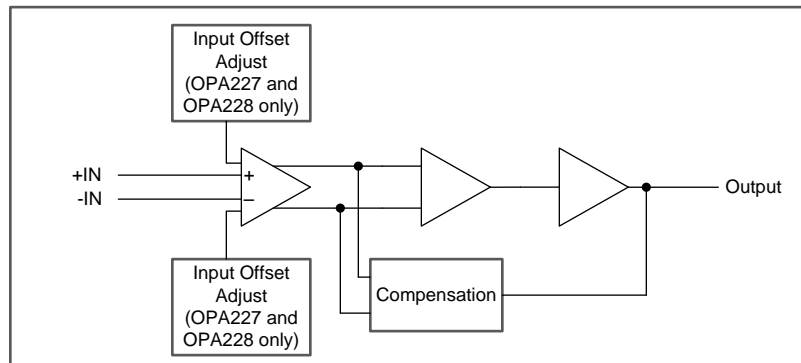 Input Offset
Adjust
(OPA227 and
OPA228 only)
+IN
-IN
+
−
Output
Input Offset
Adjust
(OPA227 and
OPA228 only)
Compensation